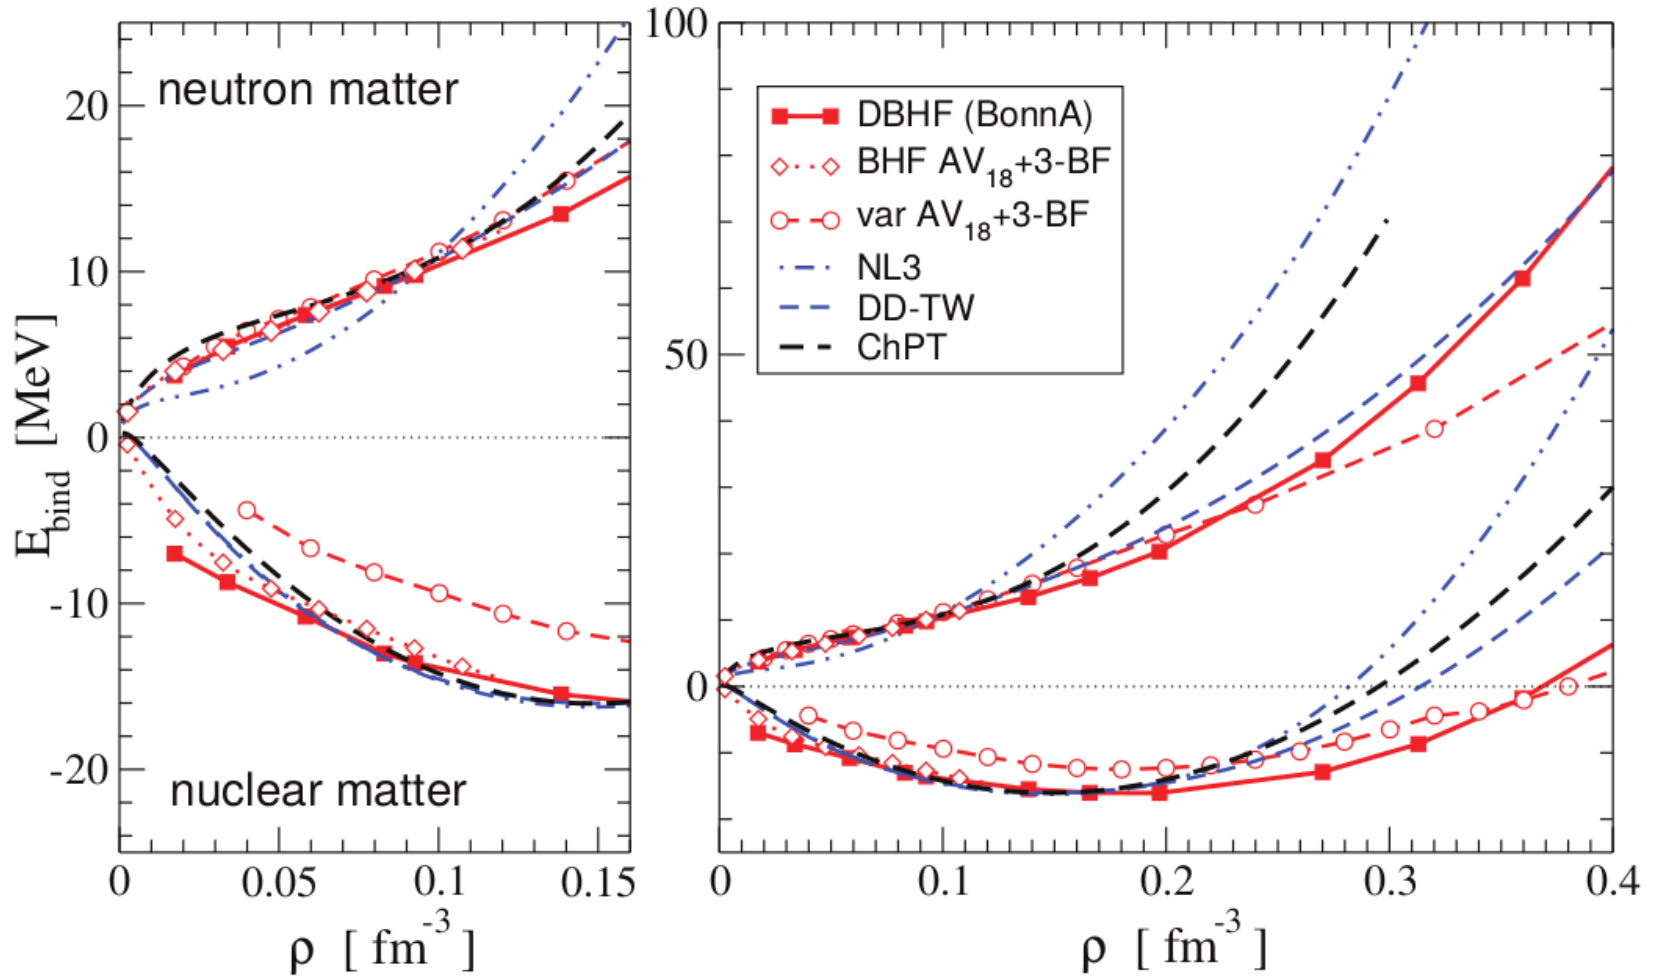 neutron matter
nuclear matter
20
10
0
-10
-20
E_bind [MeV]
0
0.05
0.1
0.15
ρ [ fm^-3 ]
100
50
0
DBHF (BonnA)
BHF AV_18+3-BF
var AV_18+3-BF
NL3
DD-TW
ChPT
0
0.1
0.2
0.3
0.4
ρ [ fm^-3 ]